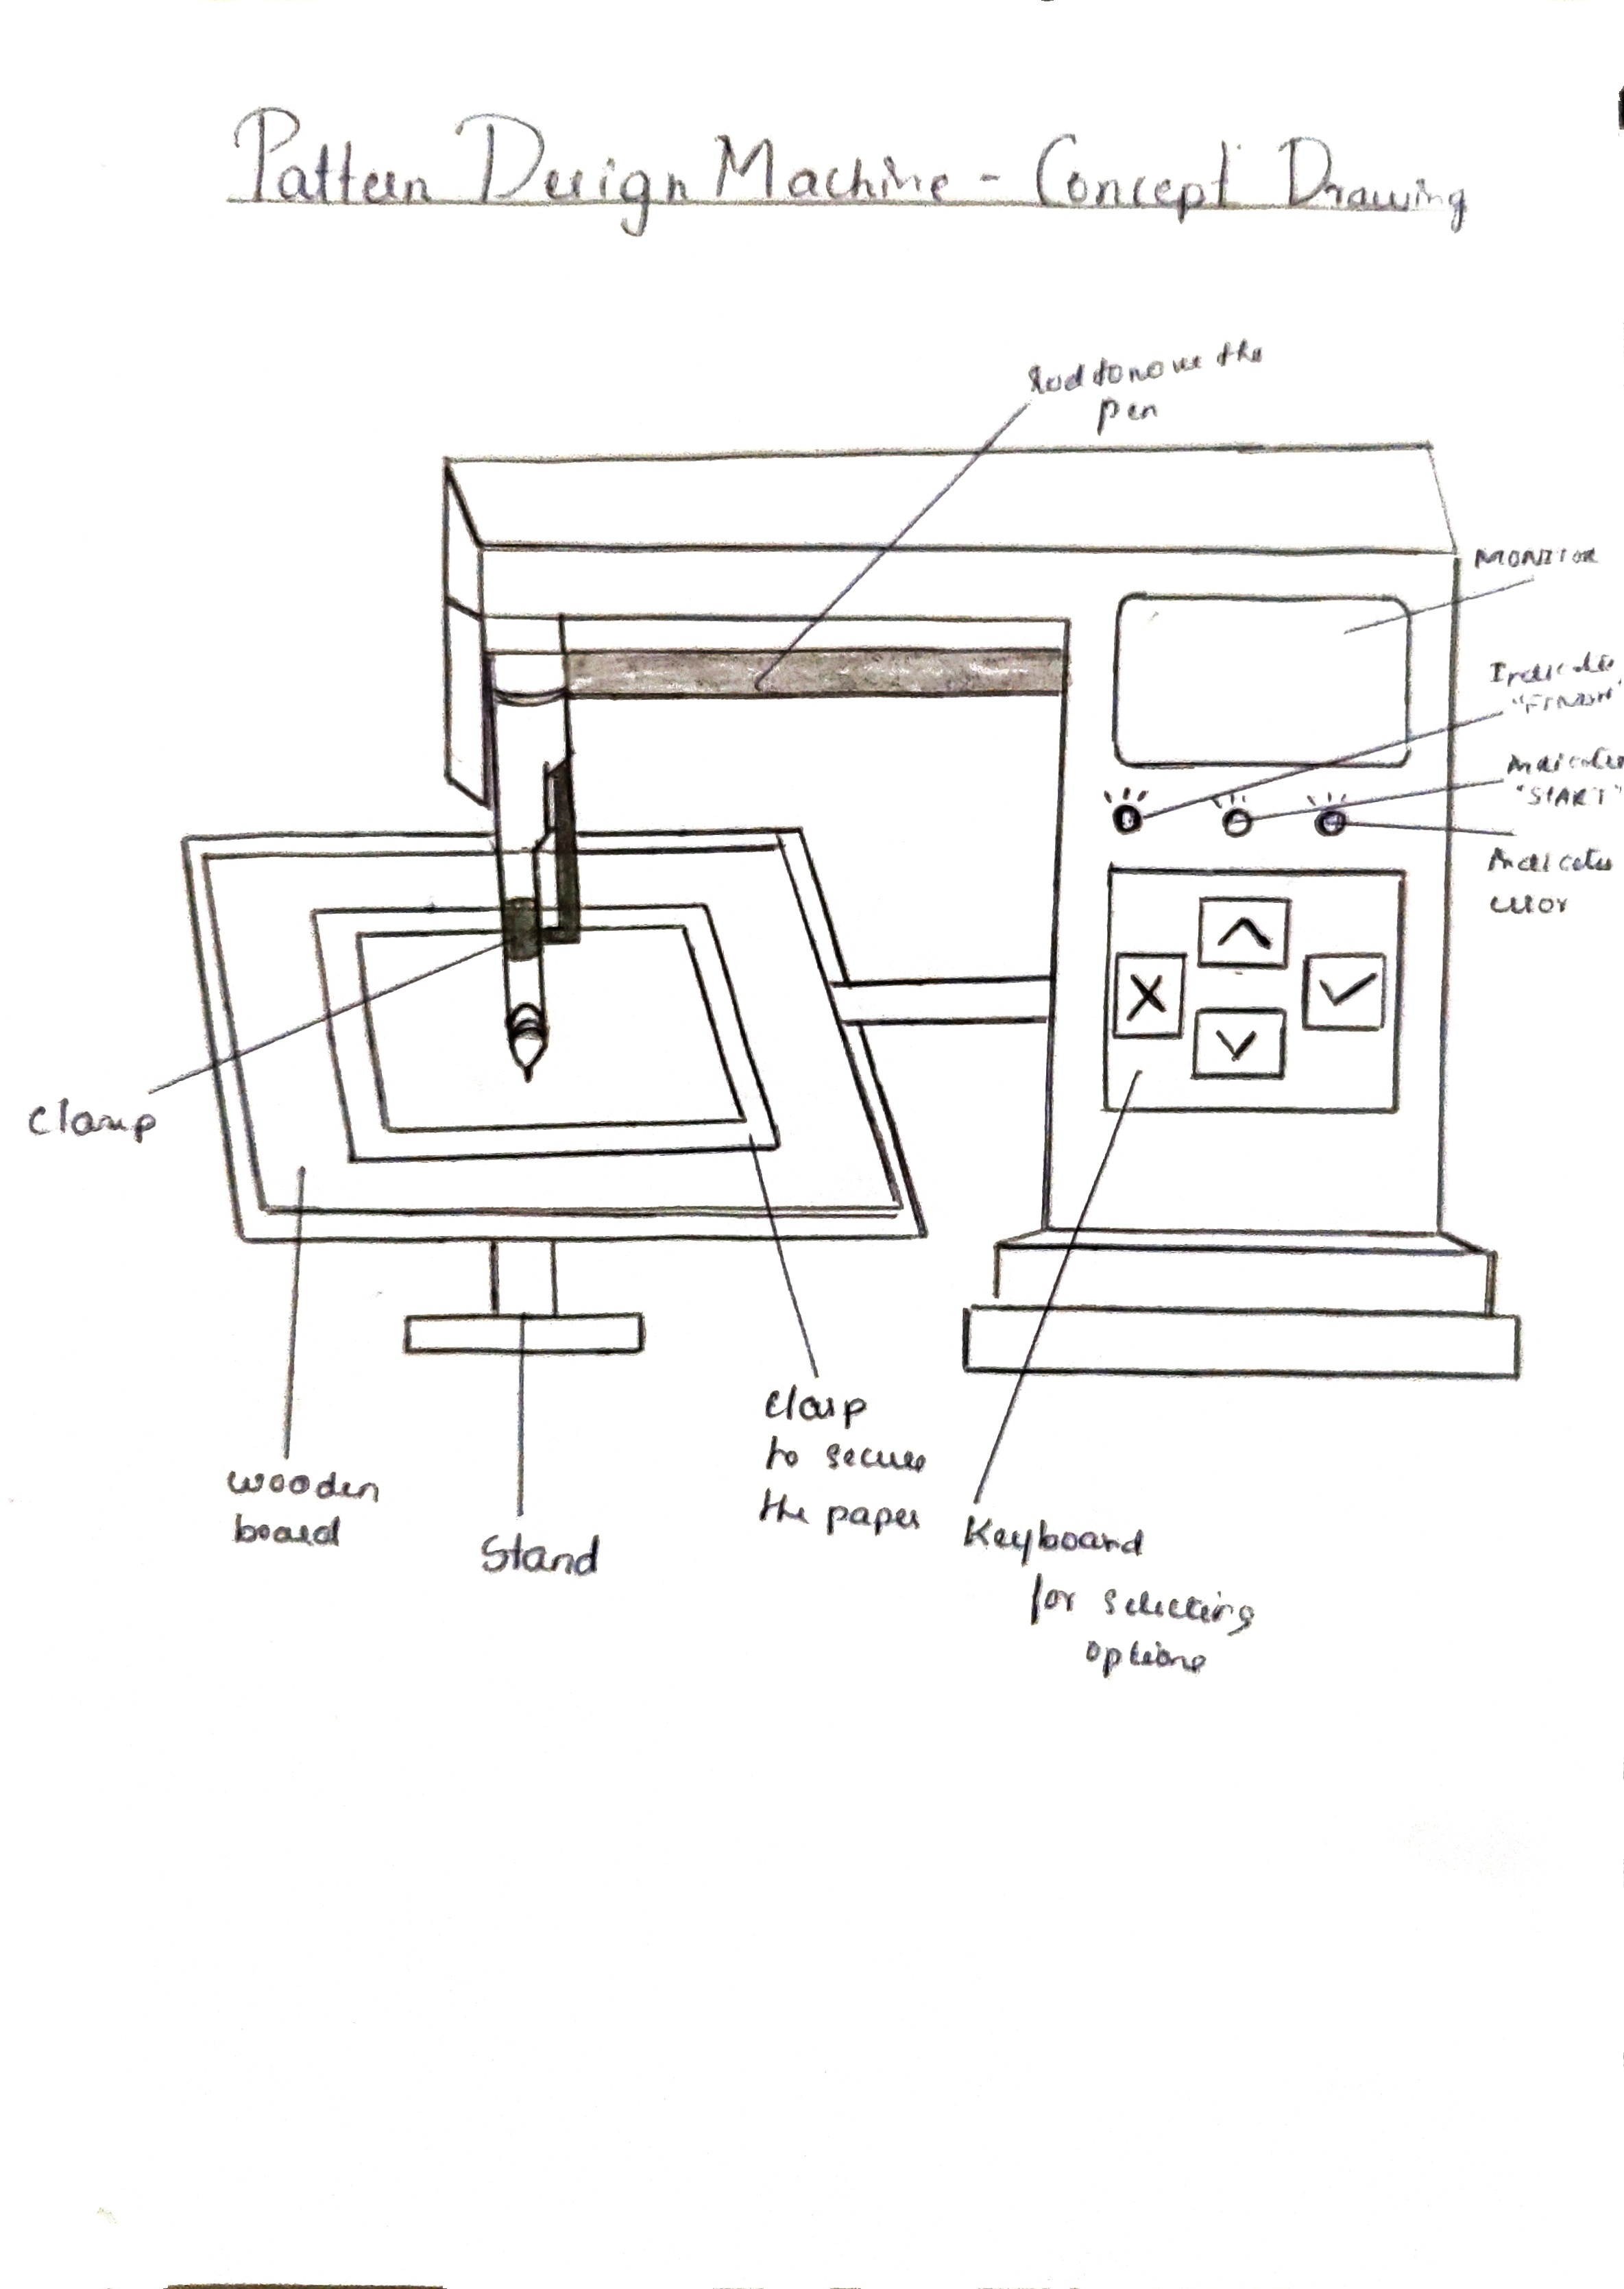 Pattern Design Machine - Concept Drawing
Rod to move the
pen
MONITOR
Indicates
"FINISH"
Indicates
"START"
Indicates
error
Clamp
wooden
board
Stand
Clasp
to secure
the paper
Keyboard
for selecting
options
X